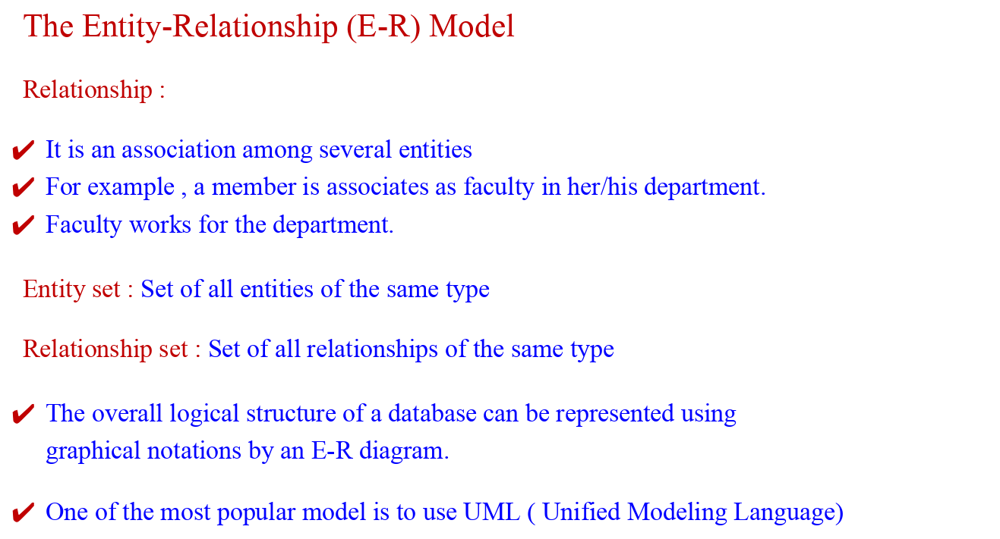 The Entity-Relationship (E-R) Model
Relationship :
✔ It is an association among several entities
✔ For example , a member is associates as faculty in her/his department.
✔ Faculty works for the department.
Entity set : Set of all entities of the same type
Relationship set : Set of all relationships of the same type
✔ The overall logical structure of a database can be represented using
graphical notations by an E-R diagram.
✔ One of the most popular model is to use UML ( Unified Modeling Language)